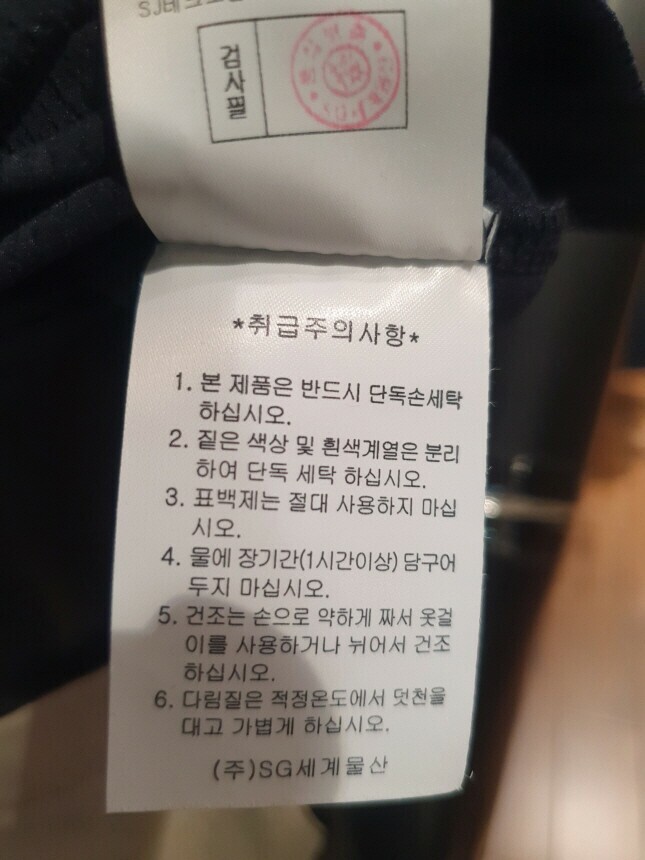 검사필
*취급주의사항*
1. 본 제품은 반드시 단독손세탁
하십시오.
2. 짙은 색상 및 흰색계열은 분리
하여 단독 세탁 하십시오.
3. 표백제는 절대 사용하지 마십
시오.
4. 물에 장기간(1시간이상) 담구어
두지 마십시오.
5. 건조는 손으로 약하게 짜서 옷걸
이를 사용하거나 뉘어서 건조
하십시오.
6. 다림질은 적정온도에서 덧천을
대고 가볍게 하십시오.
(주)SG세계물산